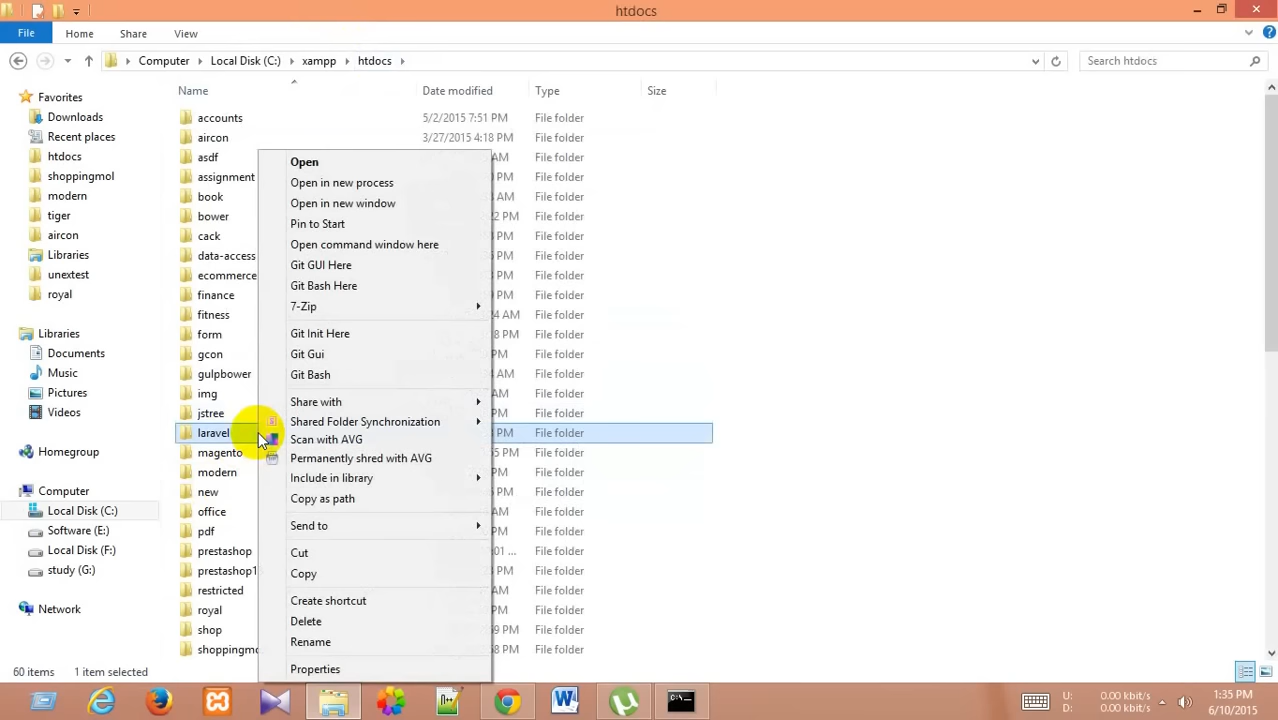 htdocs
File Home Share View
Computer Local Disk (C:) xampp htdocs Search htdocs
Name Date modified Type Size
Favorites
Downloads
Recent places
htdocs
shoppingmol
modern
tiger
aircon
Libraries
unextest
royal
Libraries
Documents
Music
Pictures
Videos
Homegroup
Computer
Local Disk (C:)
Software (E:)
Local Disk (F:)
study (G:)
Network
accounts 5/2/2015 7:51 PM File folder
aircon 3/27/2015 4:18 PM File folder
asdf AM File folder
assignment PM File folder
book AM File folder
bower 22 PM File folder
cack PM File folder
data-access PM File folder
ecommerce PM File folder
finance PM File folder
fitness 24 AM File folder
form PM File folder
gcon PM File folder
gulpbower AM File folder
img AM File folder
jstree PM File folder
laravel PM File folder
magento PM File folder
modern PM File folder
new PM File folder
office PM File folder
pdf PM File folder
prestashop 01 ... File folder
prestashop1 PM File folder
restricted AM File folder
royal PM File folder
shop PM File folder
shoppingmo PM File folder
Open
Open in new process
Open in new window
Pin to Start
Open command window here
Git GUI Here
Git Bash Here
7-Zip
Git Init Here
Git Gui
Git Bash
Share with
Shared Folder Synchronization
Scan with AVG
Permanently shred with AVG
Include in library
Copy as path
Send to
Cut
Copy
Create shortcut
Delete
Rename
Properties
60 items 1 item selected
U: 0.00 kbit/s
D: 0.00 kbit/s
1:35 PM
6/10/2015